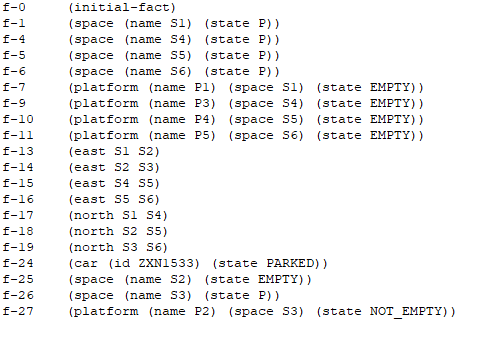 f-0 (initial-fact)
f-1 (space (name S1) (state P))
f-4 (space (name S4) (state P))
f-5 (space (name S5) (state P))
f-6 (space (name S6) (state P))
f-7 (platform (name P1) (space S1) (state EMPTY))
f-9 (platform (name P3) (space S4) (state EMPTY))
f-10 (platform (name P4) (space S5) (state EMPTY))
f-11 (platform (name P5) (space S6) (state EMPTY))
f-13 (east S1 S2)
f-14 (east S2 S3)
f-15 (east S4 S5)
f-16 (east S5 S6)
f-17 (north S1 S4)
f-18 (north S2 S5)
f-19 (north S3 S6)
f-24 (car (id ZXN1533) (state PARKED))
f-25 (space (name S2) (state EMPTY))
f-26 (space (name S3) (state P))
f-27 (platform (name P2) (space S3) (state NOT_EMPTY))